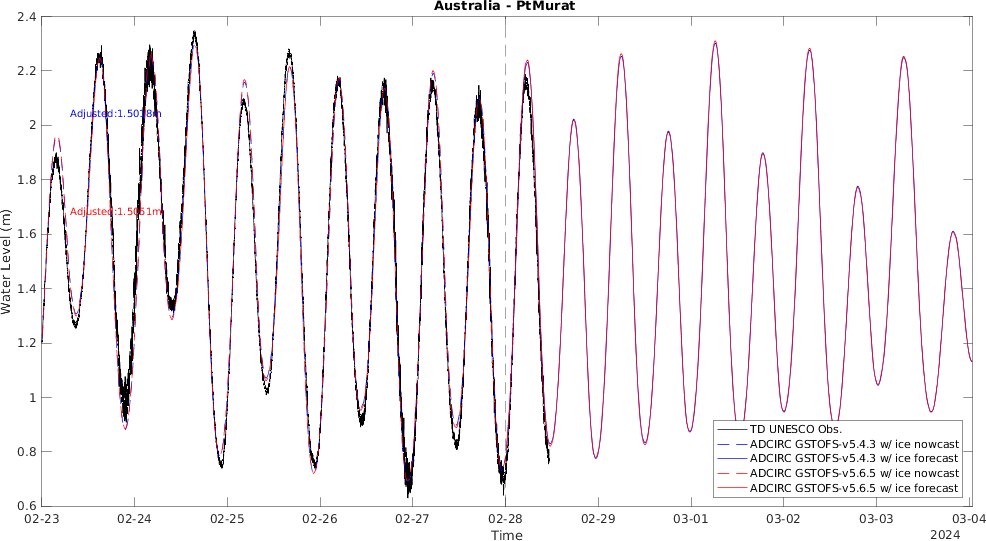 Australia - PtMurat
2.4
2.2
2
1.8
1.6
1.4
1.2
1
0.8
0.6
Water Level (m)
Adjusted:1.5018m
Adjusted:1.5051m
TD UNESCO Obs.
ADCIRC GSTOFS-v5.4.3 w/ ice nowcast
ADCIRC GSTOFS-v5.4.3 w/ ice forecast
ADCIRC GSTOFS-v5.6.5 w/ ice nowcast
ADCIRC GSTOFS-v5.6.5 w/ ice forecast
02-23 02-24 02-25 02-26 02-27 02-28 02-29 03-01 03-02 03-03 03-04
Time
2024